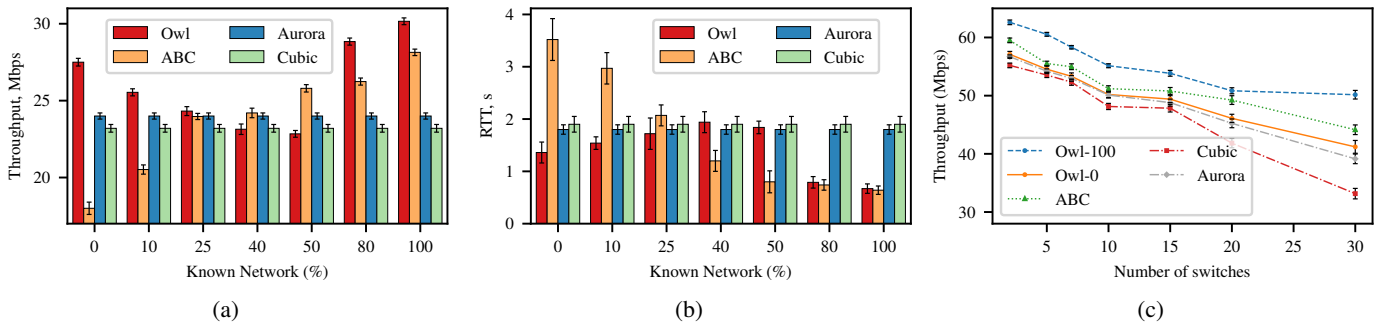 Throughput, Mbps
30
25
20
Owl
ABC
Aurora
Cubic
0 10 25 40 50 80 100
Known Network (%)
(a)
RTT, s
4
3
2
1
0
Owl
ABC
Aurora
Cubic
0 10 25 40 50 80 100
Known Network (%)
(b)
Throughput (Mbps)
60
50
40
30
Owl-100
Owl-0
ABC
Cubic
Aurora
5 10 15 20 25 30
Number of switches
(c)